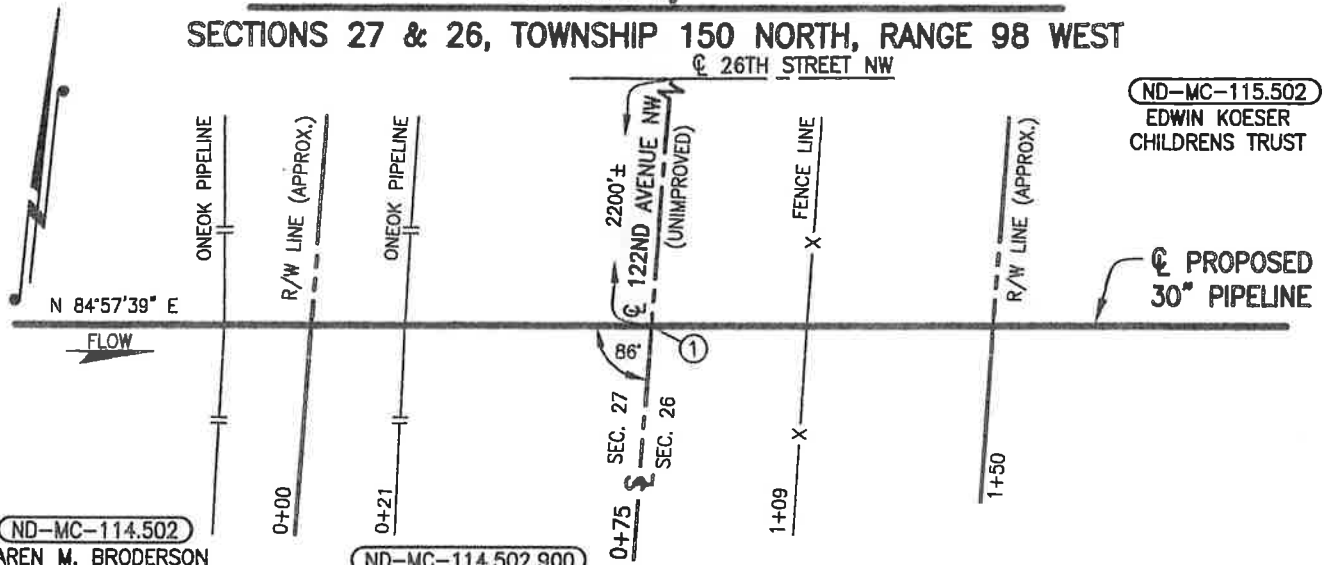 SECTIONS 27 & 26, TOWNSHIP 150 NORTH, RANGE 98 WEST
℄ 26TH STREET NW
ND-MC-115.502
EDWIN KOESER
CHILDRENS TRUST
ONEOK PIPELINE
R/W LINE (APPROX.)
ONEOK PIPELINE
2200'±
℄ 122ND AVENUE NW
(UNIMPROVED)
FENCE LINE
R/W LINE (APPROX.)
℄ PROPOSED
30" PIPELINE
N 84°57'39" E
FLOW
86°
1
SEC. 27
SEC. 26
0+00
0+21
0+75
1+09
1+50
ND-MC-114.502
AREN M. BRODERSON
ND-MC-114.502.900